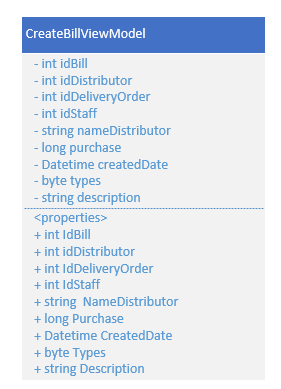 CreateBillViewModel
- int idBill
- int idDistributor
- int idDeliveryOrder
- int idStaff
- string nameDistributor
- long purchase
- Datetime createdDate
- byte types
- string description
<properties>
+ int IdBill
+ int idDistributor
+ int IdDeliveryOrder
+ int IdStaff
+ string  NameDistributor
+ long Purchase
+ Datetime CreatedDate
+ byte Types
+ string Description